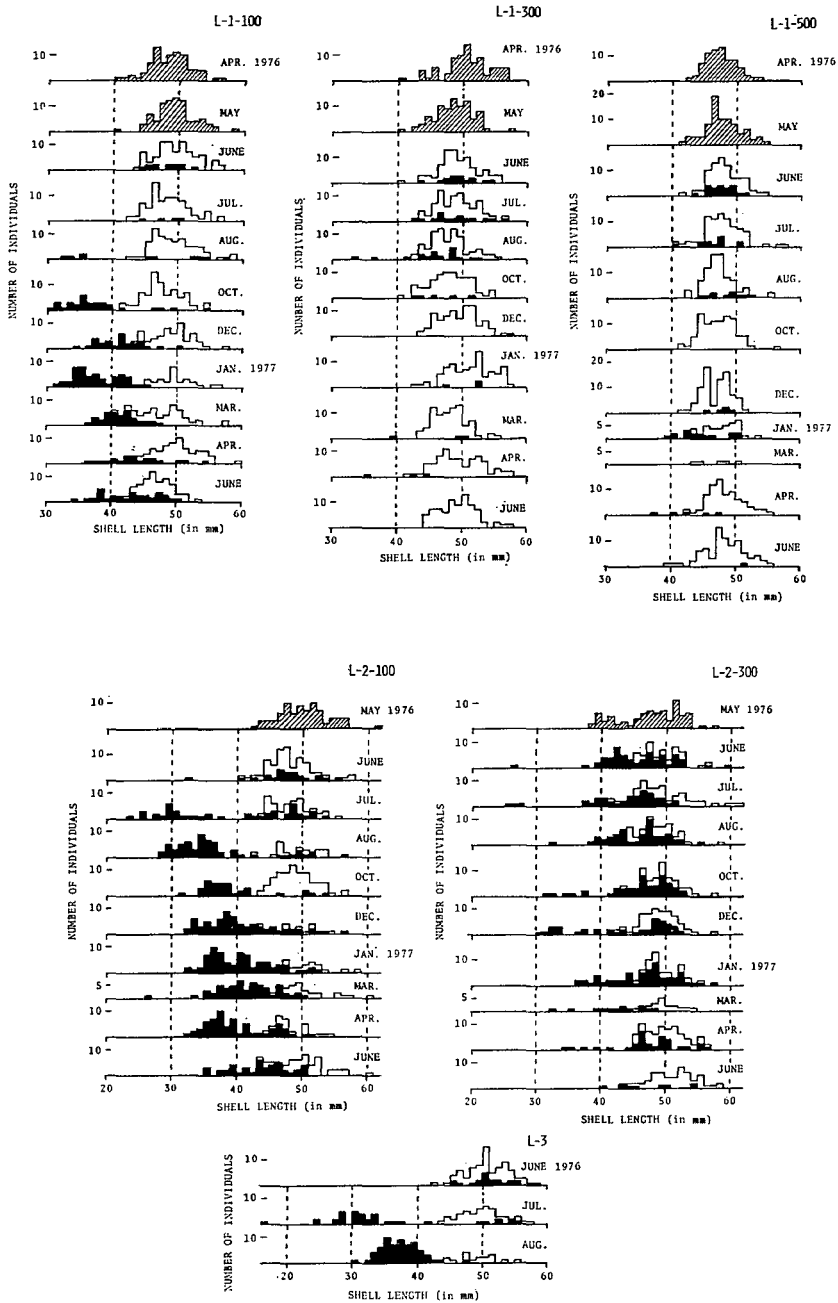 L-1-100
NUMBER OF INDIVIDUALS
10
APR. 1976
10
MAY
10
JUNE
10
JUL.
10
AUG.
10
OCT.
10
DEC.
10
JAN. 1977
10
MAR.
10
APR.
10
JUNE
30 40 50 60
SHELL LENGTH (in mm)
L-1-300
NUMBER OF INDIVIDUALS
10
APR. 1976
10
MAY
10
JUNE
10
JUL.
10
AUG.
10
OCT.
10
DEC.
10
JAN. 1977
10
MAR.
10
APR.
10
JUNE
30 40 50 60
SHELL LENGTH (in mm)
L-1-500
NUMBER OF INDIVIDUALS
10
APR. 1976
20
10
MAY
10
JUNE
10
JUL.
10
AUG.
10
OCT.
20
10
DEC.
5
JAN. 1977
5
MAR.
10
APR.
10
JUNE
30 40 50 60
SHELL LENGTH (in mm)
L-2-100
NUMBER OF INDIVIDUALS
10
MAY 1976
10
JUNE
10
JUL.
10
AUG.
10
OCT.
10
DEC.
10
JAN. 1977
5
MAR.
10
APR.
10
JUNE
20 30 40 50 60
SHELL LENGTH (in mm)
L-2-300
NUMBER OF INDIVIDUALS
10
MAY 1976
10
JUNE
10
JUL.
10
AUG.
10
OCT.
10
DEC.
10
JAN. 1977
5
MAR.
10
APR.
10
JUNE
20 30 40 50 60
SHELL LENGTH (in mm)
L-3
NUMBER OF INDIVIDUALS
10
JUNE 1976
10
JUL.
10
AUG.
20 30 40 50 60
SHELL LENGTH (in mm)